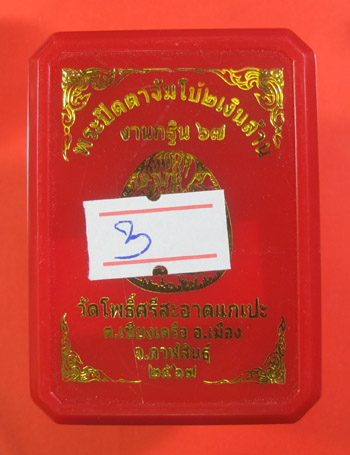 พระปิดตาจัมโบ้๒เงินล้าน
งานกฐิน ๖๗
3
วัดโพธิ์ศรีสะอาดแกเปะ
ต.เชียงเครือ อ.เมือง
จ.กาฬสินธุ์
๒๕๖๗